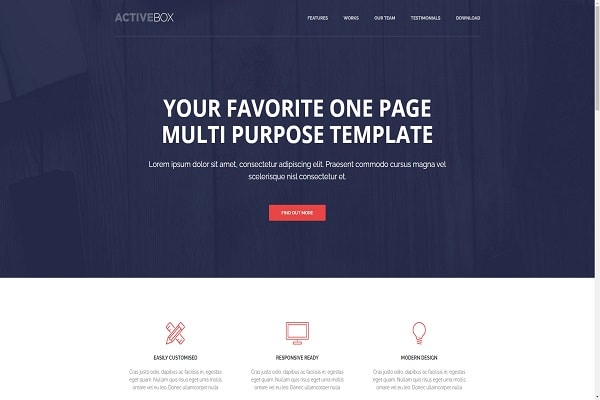 ACTIVEBOX
FEATURES WORKS OUR TEAM TESTIMONIALS DOWNLOAD
YOUR FAVORITE ONE PAGE
MULTI PURPOSE TEMPLATE
Lorem ipsum dolor sit amet, consectetur adipiscing elit. Praesent commodo cursus magna vel
scelerisque nisl consectetur et.
FIND OUT MORE
EASILY CUSTOMISED
Cras justo odio, dapibus ac facilisis in, egestas
eget quam. Nullam quis risus eget urna mollis
ornare vel eu leo. Donec ullamcorper nulla
RESPONSIVE READY
Cras justo odio, dapibus ac facilisis in, egestas
eget quam. Nullam quis risus eget urna mollis
ornare vel eu leo. Donec ullamcorper nulla
MODERN DESIGN
Cras justo odio, dapibus ac facilisis in, egestas
eget quam. Nullam quis risus eget urna mollis
ornare vel eu leo. Donec ullamcorper nulla